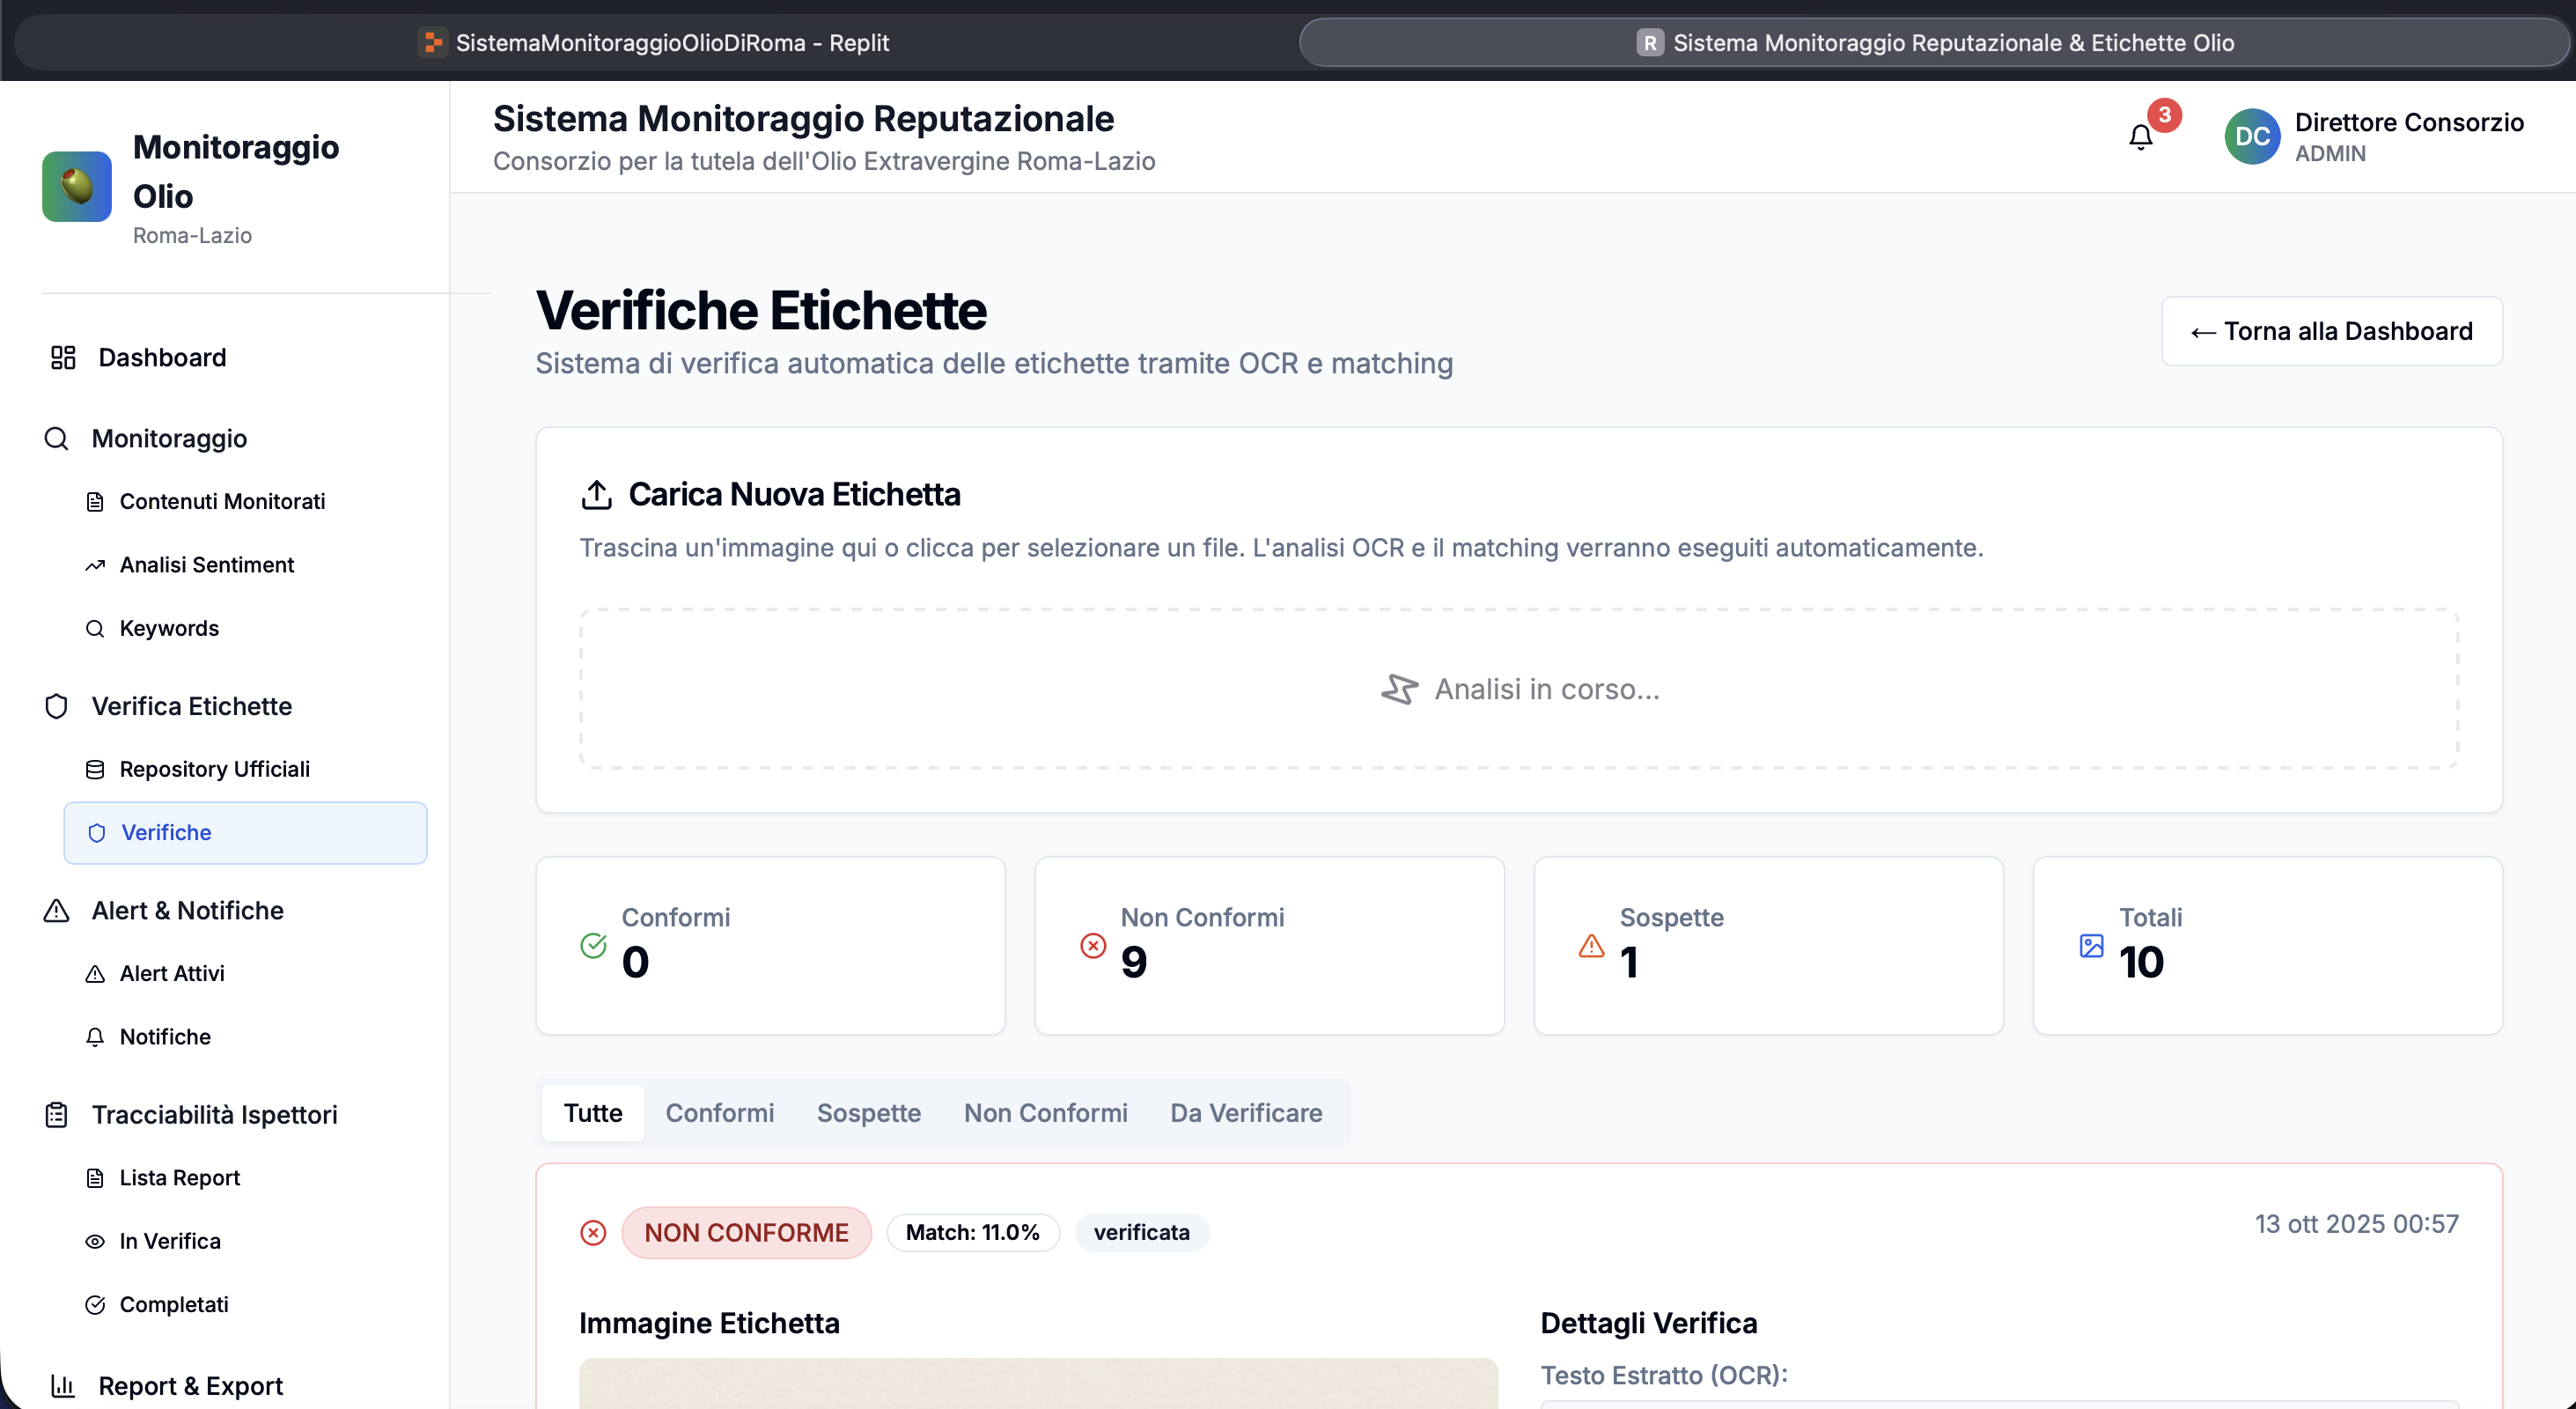 SistemaMonitoraggioOlioDiRoma - Replit
R Sistema Monitoraggio Reputazionale & Etichette Olio
Monitoraggio
Olio
Roma-Lazio
Dashboard
Monitoraggio
Contenuti Monitorati
Analisi Sentiment
Keywords
Verifica Etichette
Repository Ufficiali
Verifiche
Alert & Notifiche
Alert Attivi
Notifiche
Tracciabilità Ispettori
Lista Report
In Verifica
Completati
Report & Export
Sistema Monitoraggio Reputazionale
Consorzio per la tutela dell'Olio Extravergine Roma-Lazio
3
DC
Direttore Consorzio
ADMIN
Verifiche Etichette
Sistema di verifica automatica delle etichette tramite OCR e matching
← Torna alla Dashboard
Carica Nuova Etichetta
Trascina un'immagine qui o clicca per selezionare un file. L'analisi OCR e il matching verranno eseguiti automaticamente.
Analisi in corso...
Conformi
0
Non Conformi
9
Sospette
1
Totali
10
Tutte Conformi Sospette Non Conformi Da Verificare
NON CONFORME Match: 11.0% verificata
13 ott 2025 00:57
Immagine Etichetta
Dettagli Verifica
Testo Estratto (OCR):